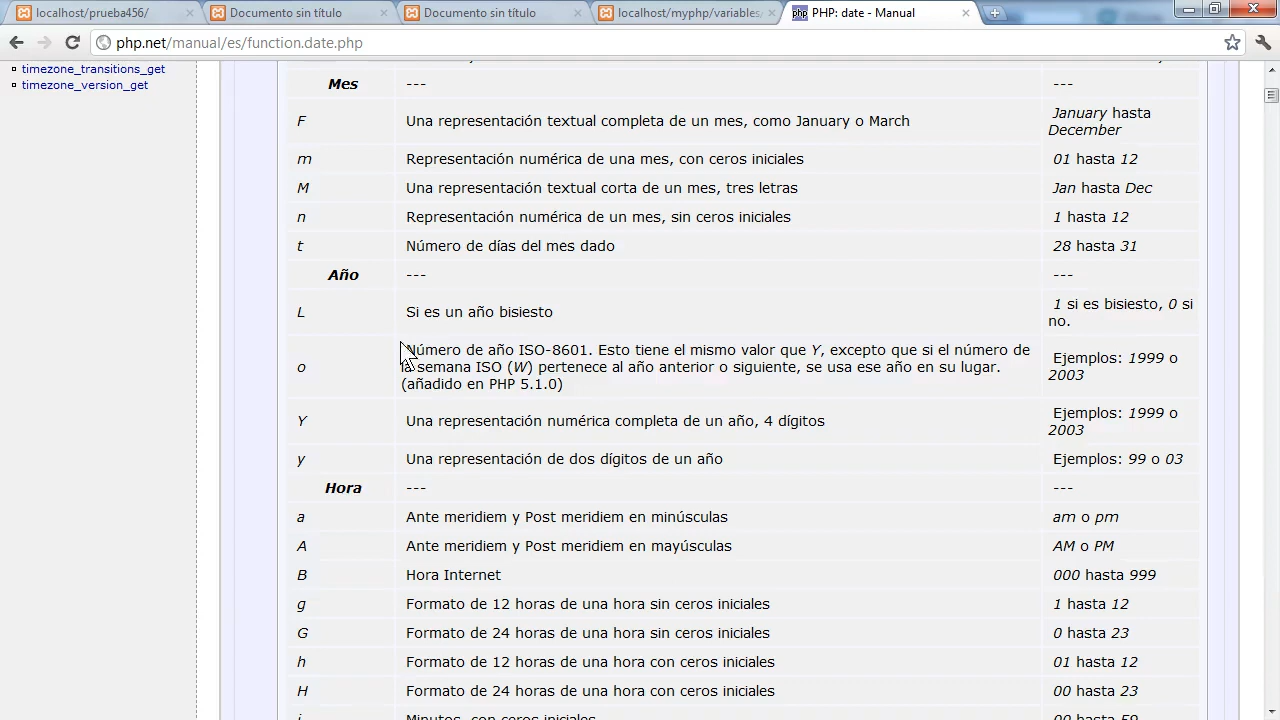 localhost/prueba456/
Documento sin título
Documento sin título
localhost/myphp/variables
php PHP: date - Manual
php.net/manual/es/function.date.php
timezone_transitions_get
timezone_version_get
Mes --- ---
F Una representación textual completa de un mes, como January o March January hasta
December
m Representación numérica de una mes, con ceros iniciales 01 hasta 12
M Una representación textual corta de un mes, tres letras Jan hasta Dec
n Representación numérica de un mes, sin ceros iniciales 1 hasta 12
t Número de días del mes dado 28 hasta 31
Año --- ---
L Si es un año bisiesto 1 si es bisiesto, 0 si
no.
o Número de año ISO-8601. Esto tiene el mismo valor que Y, excepto que si el número de
la semana ISO (W) pertenece al año anterior o siguiente, se usa ese año en su lugar.
(añadido en PHP 5.1.0)
Ejemplos: 1999 o
2003
Y Una representación numérica completa de un año, 4 dígitos Ejemplos: 1999 o
2003
y Una representación de dos dígitos de un año Ejemplos: 99 o 03
Hora --- ---
a Ante meridiem y Post meridiem en minúsculas am o pm
A Ante meridiem y Post meridiem en mayúsculas AM o PM
B Hora Internet 000 hasta 999
g Formato de 12 horas de una hora sin ceros iniciales 1 hasta 12
G Formato de 24 horas de una hora sin ceros iniciales 0 hasta 23
h Formato de 12 horas de una hora con ceros iniciales 01 hasta 12
H Formato de 24 horas de una hora con ceros iniciales 00 hasta 23
i Minutos, con ceros iniciales 00 hasta 59